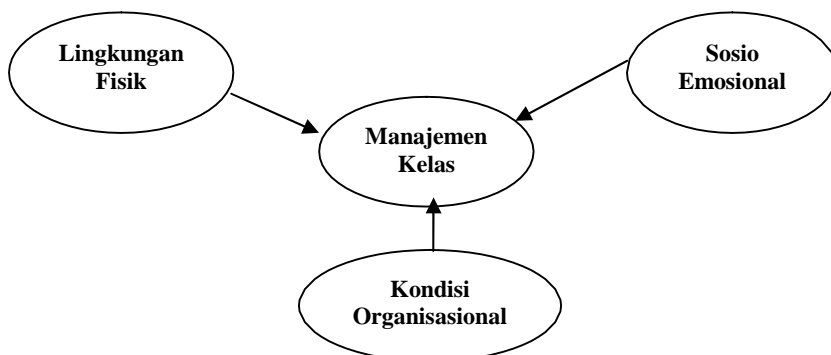 Lingkungan
Fisik
Sosio
Emosional
Manajemen
Kelas
Kondisi
Organisasional